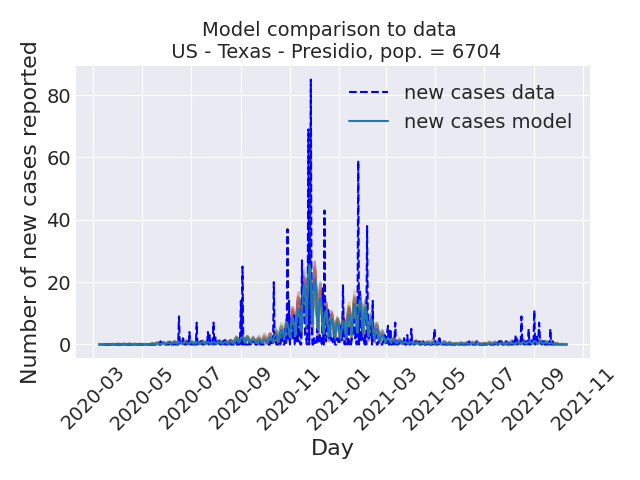 Model comparison to data
US - Texas - Presidio, pop. = 6704
Number of new cases reported
80
60
40
20
0
new cases data
new cases model
2020-03
2020-05
2020-07
2020-09
2020-11
2021-01
2021-03
2021-05
2021-07
2021-09
2021-11
Day